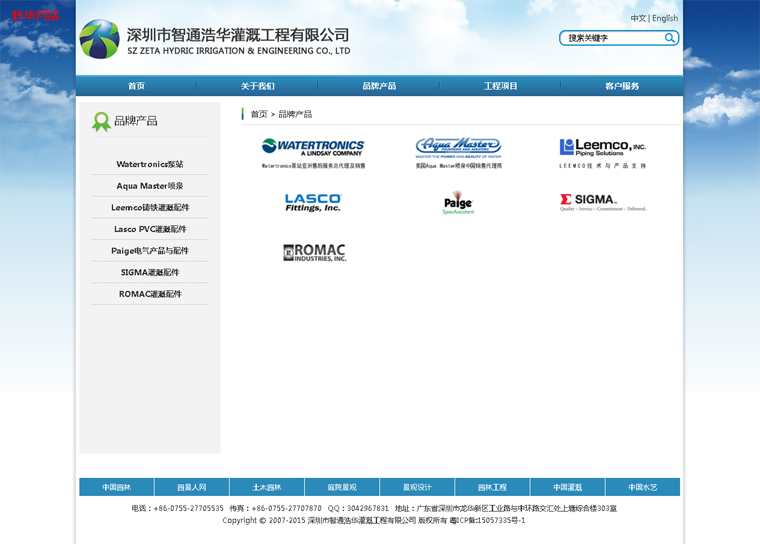 中文 | English
深圳市智通浩华灌溉工程有限公司
SZ ZETA HYDRIC IRRIGATION & ENGINEERING CO., LTD
搜索关键字
首页 关于我们 品牌产品 工程项目 客户服务
品牌产品
首页 > 品牌产品
Watertronics泵站
Aqua Master喷泉
Leemco铸铁灌溉配件
Lasco PVC灌溉配件
Paige电气产品与配件
SIGMA灌溉配件
ROMAC灌溉配件
WATERTRONICS
A LINDSAY COMPANY
Watertronics泵站亚洲售后服务总代理及销售
Aqua Master
FOUNTAINS AND AERATORS
MASTER THE POWER AND BEAUTY OF WATER
美国Aqua Master喷泉中国销售代理商
Leemco, INC.
Piping Solutions
LEEMCO技术与产品支持
LASCO
Fittings, Inc.
Paige
SpecAssistant
SIGMA
Quality - Service - Commitment - Delivered.
ROMAC
INDUSTRIES, INC.
中国园林 园景人网 土木园林 庭院景观 景观设计 园林工程 中国灌溉 中国水艺
电话：+86-0755-27705535 传真：+86-0755-27707870 QQ：3042967831 地址：广东省深圳市龙华新区工业路与中环路交汇处上塘综合楼303室
Copyright © 2007-2015 深圳市智通浩华灌溉工程有限公司 版权所有 粤ICP备15057335号-1